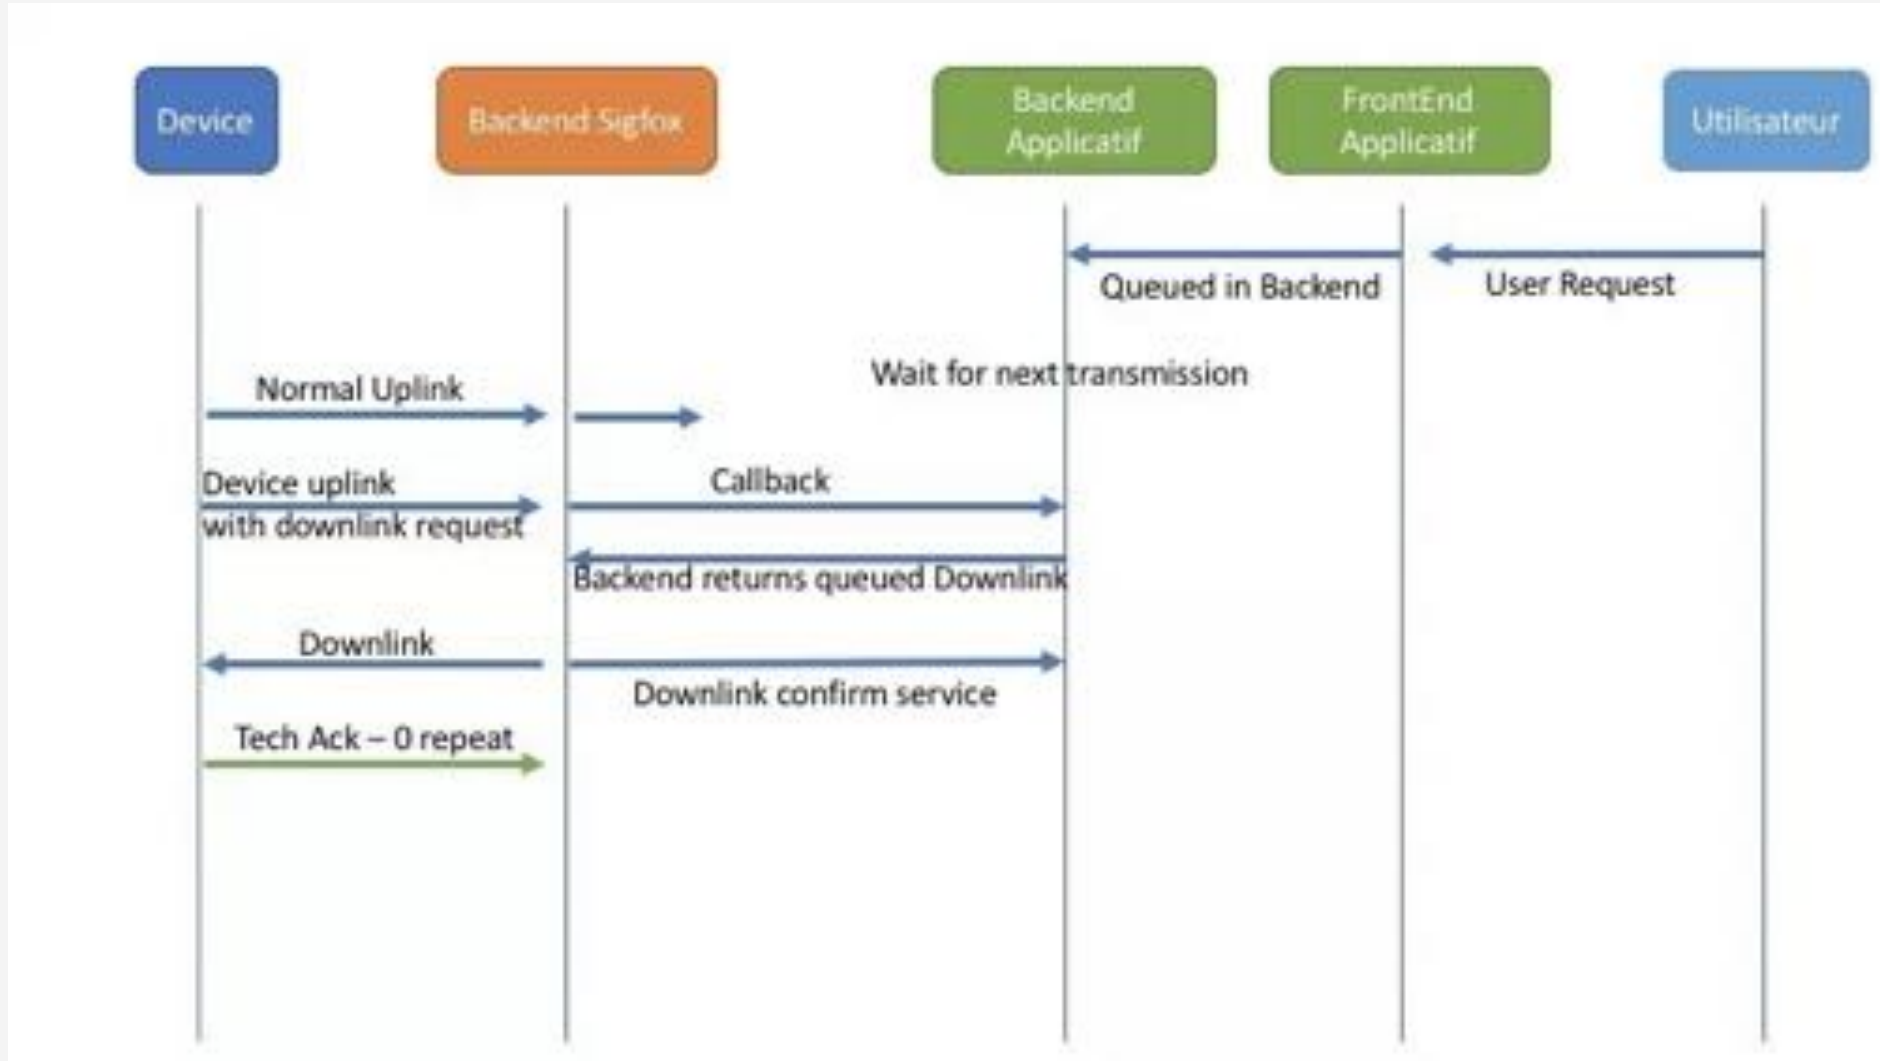 Device
Backend Sigfox
Backend
Applicatif
FrontEnd
Applicatif
Utilisateur
Queued in Backend
User Request
Wait for next transmission
Normal Uplink
Device uplink
with downlink request
Callback
Backend returns queued Downlink
Downlink
Downlink confirm service
Tech Ack – 0 repeat